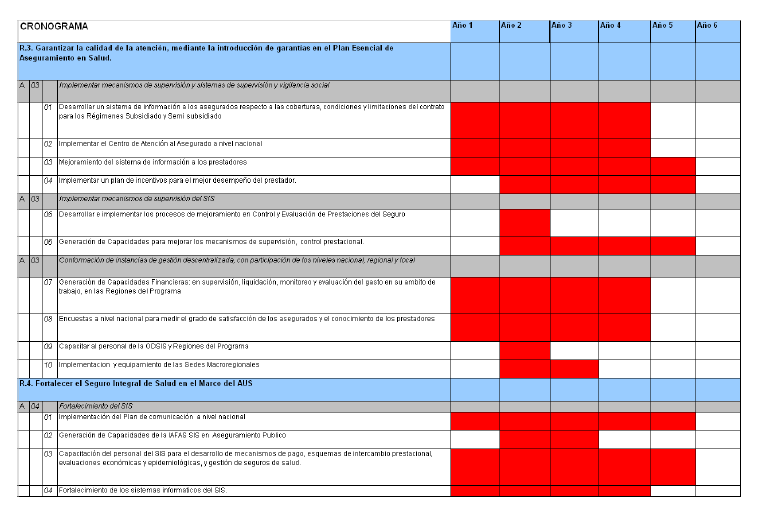 CRONOGRAMA Año 1 Año 2 Año 3 Año 4 Año 5 Año 6
R.3. Garantizar la calidad de la atención, mediante la introducción de garantías en el Plan Esencial de
Aseguramiento en Salud.
A 03 Implementar mecanismos de supervisión y sistemas de supervisión y vigilancia social
01 Desarrollar un sistema de información a los asegurados respecto a las coberturas, condiciones y limitaciones del contrato
para los Régimenes Subsidiado y Semi subsidiado
02 Implementar el Centro de Atención al Asegurado a nivel nacional
03 Mejoramiento del sistema de información a los prestadores
04 Implementar un plan de incentivos para el mejor desempeño del prestador.
A 03 Implementar mecanismos de supervisión del SIS
05 Desarrollar e implementar los procesos de mejoramiento en Control y Evaluación de Prestaciones del Seguro
06 Generación de Capacidades para mejorar los mecanismos de supervisión, control prestacional.
A 03 Conformación de instancias de gestión descentralizada, con participación de los niveles nacional, regional y local
07 Generación de Capacidades Financieras: en supervisión, liquidación, monitoreo y evaluación del gasto en su ambito de
trabajo, en las Regiones del Programa
08 Encuestas a nivel nacional para medir el grado de satisfacción de los asegurados y el conocimiento de los prestadores
09 Capacitar al personal de la ODSIS y Regiones del Programa
10 Implementacion y equipamiento de las Sedes Macroregionales
R.4. Fortalecer el Seguro Integral de Salud en el Marco del AUS
A 04 Fortalecimiento del SIS
01 Implementación del Plan de comunicación a nivel nacional
02 Generación de Capacidades de la IAFAS SIS en Aseguramiento Publico
03 Capacitación del personal del SIS para el desarrollo de mecanismos de pago, esquemas de intercambio prestacional,
evaluaciones económicas y epidemiológicas, y gestión de seguros de salud.
04 Fortalecimiento de los sistemas informaticos del SIS.